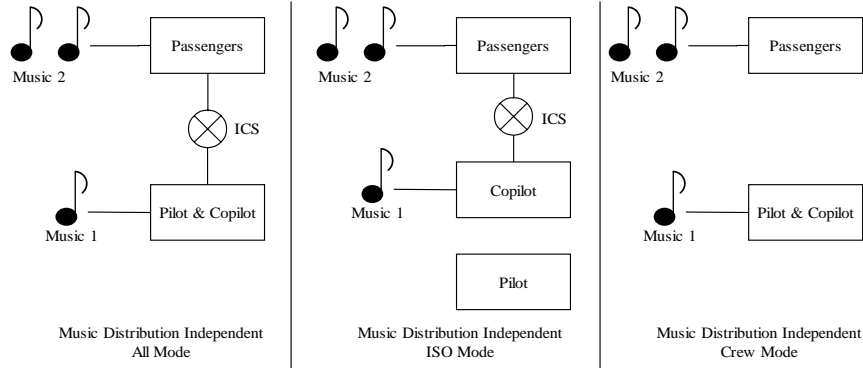 Passengers
Music 2
ICS
Pilot & Copilot
Music 1
Music Distribution Independent
All Mode
Passengers
Music 2
ICS
Copilot
Music 1
Pilot
Music Distribution Independent
ISO Mode
Passengers
Music 2
Pilot & Copilot
Music 1
Music Distribution Independent
Crew Mode